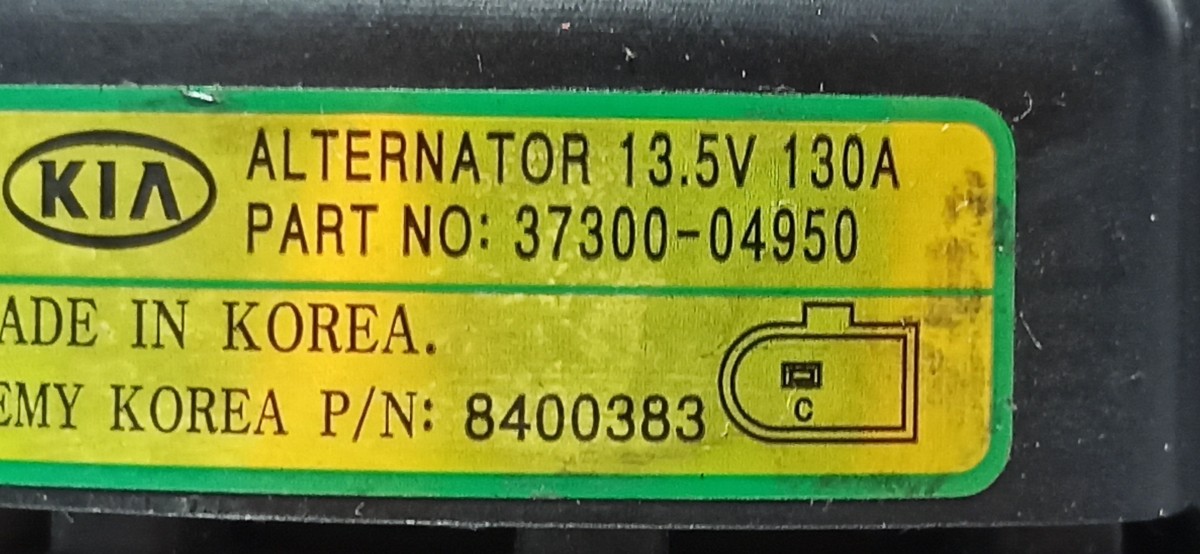 KIA
ALTERNATOR 13.5V 130A
PART NO: 37300-04950
ADE IN KOREA.
EMY KOREA P/N: 8400383
C